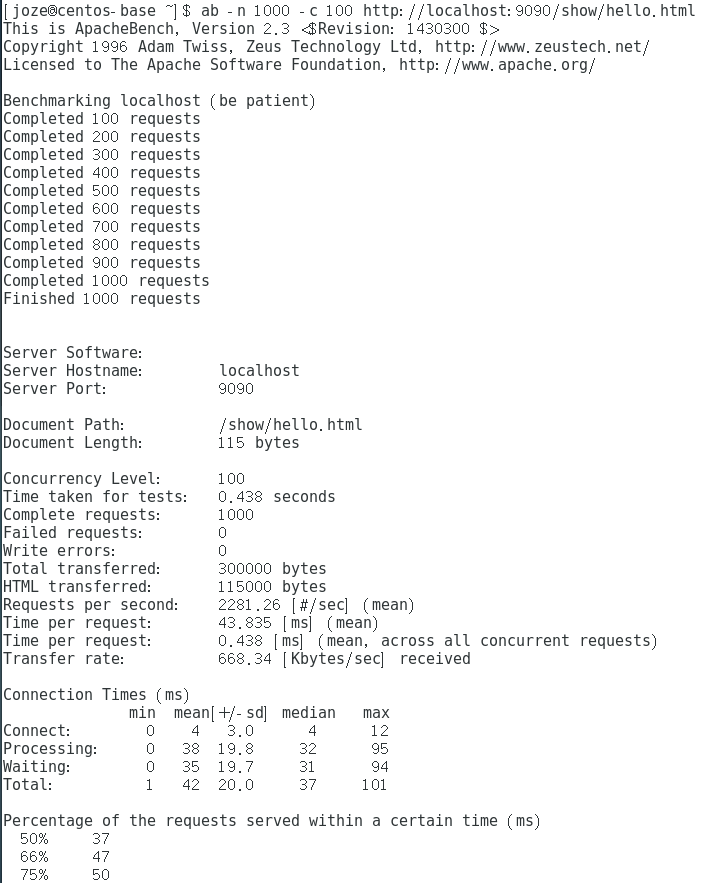 [joze@centos-base ~]$ ab -n 1000 -c 100 http://localhost:9090/show/hello.html
This is ApacheBench, Version 2.3 <$Revision: 1430300 $>
Copyright 1996 Adam Twiss, Zeus Technology Ltd, http://www.zeustech.net/
Licensed to The Apache Software Foundation, http://www.apache.org/

Benchmarking localhost (be patient)
Completed 100 requests
Completed 200 requests
Completed 300 requests
Completed 400 requests
Completed 500 requests
Completed 600 requests
Completed 700 requests
Completed 800 requests
Completed 900 requests
Completed 1000 requests
Finished 1000 requests


Server Software:
Server Hostname:        localhost
Server Port:            9090

Document Path:          /show/hello.html
Document Length:        115 bytes

Concurrency Level:      100
Time taken for tests:   0.438 seconds
Complete requests:      1000
Failed requests:        0
Write errors:           0
Total transferred:      300000 bytes
HTML transferred:       115000 bytes
Requests per second:    2281.26 [#/sec] (mean)
Time per request:       43.835 [ms] (mean)
Time per request:       0.438 [ms] (mean, across all concurrent requests)
Transfer rate:          668.34 [Kbytes/sec] received

Connection Times (ms)
              min  mean[+/-sd] median   max
Connect:        0    4   3.0      4      12
Processing:     0   38  19.8     32      95
Waiting:        0   35  19.7     31      94
Total:          1   42  20.0     37     101

Percentage of the requests served within a certain time (ms)
  50%     37
  66%     47
  75%     50